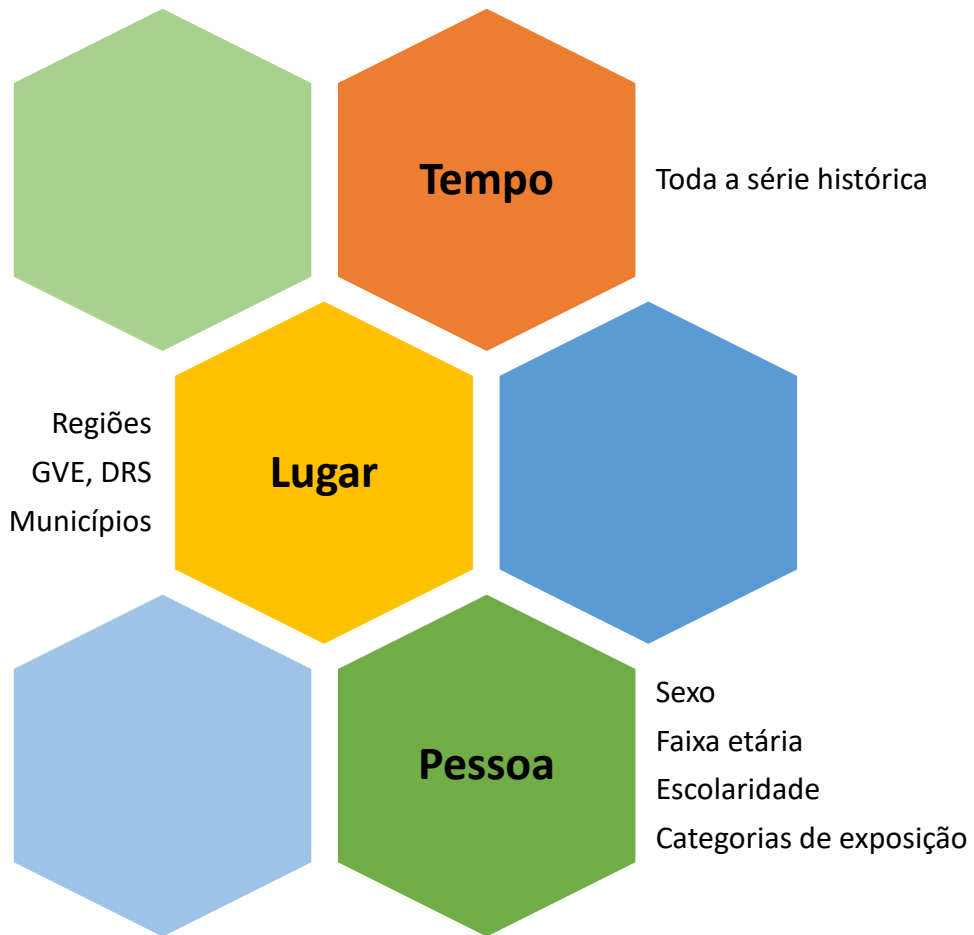 Tempo
Toda a série histórica
Lugar
Regiões
GVE, DRS
Municípios
Pessoa
Sexo
Faixa etária
Escolaridade
Categorias de exposição